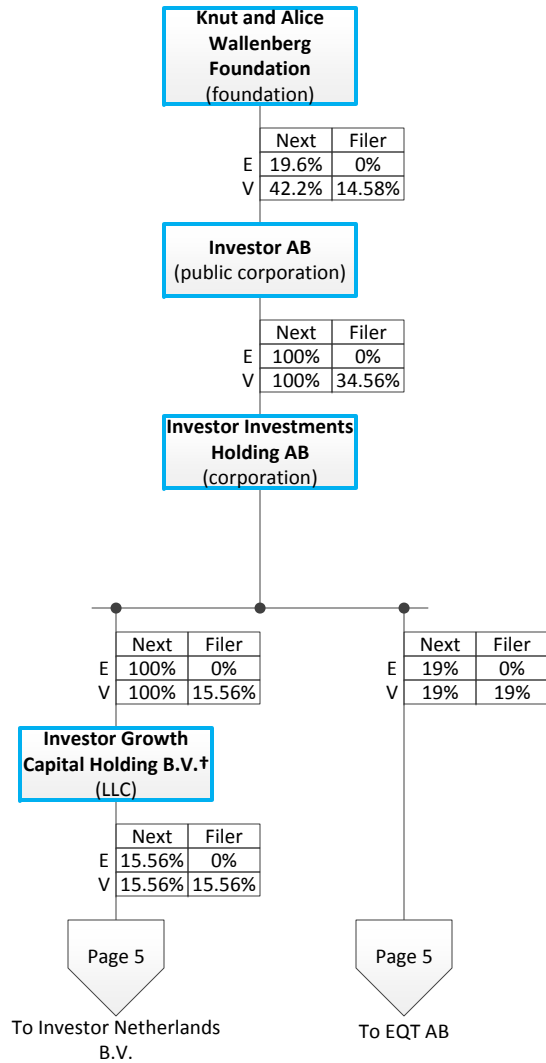 Knut and Alice
Wallenberg
Foundation
(foundation)
Next Filer
E 19.6% 0%
V 42.2% 14.58%
Investor AB
(public corporation)
Next Filer
E 100% 0%
V 100% 34.56%
Investor Investments
Holding AB
(corporation)
Next Filer
E 100% 0%
V 100% 15.56%
Next Filer
E 19% 0%
V 19% 19%
Investor Growth
Capital Holding B.V.†
(LLC)
Next Filer
E 15.56% 0%
V 15.56% 15.56%
Page 5
To Investor Netherlands
B.V.
Page 5
To EQT AB